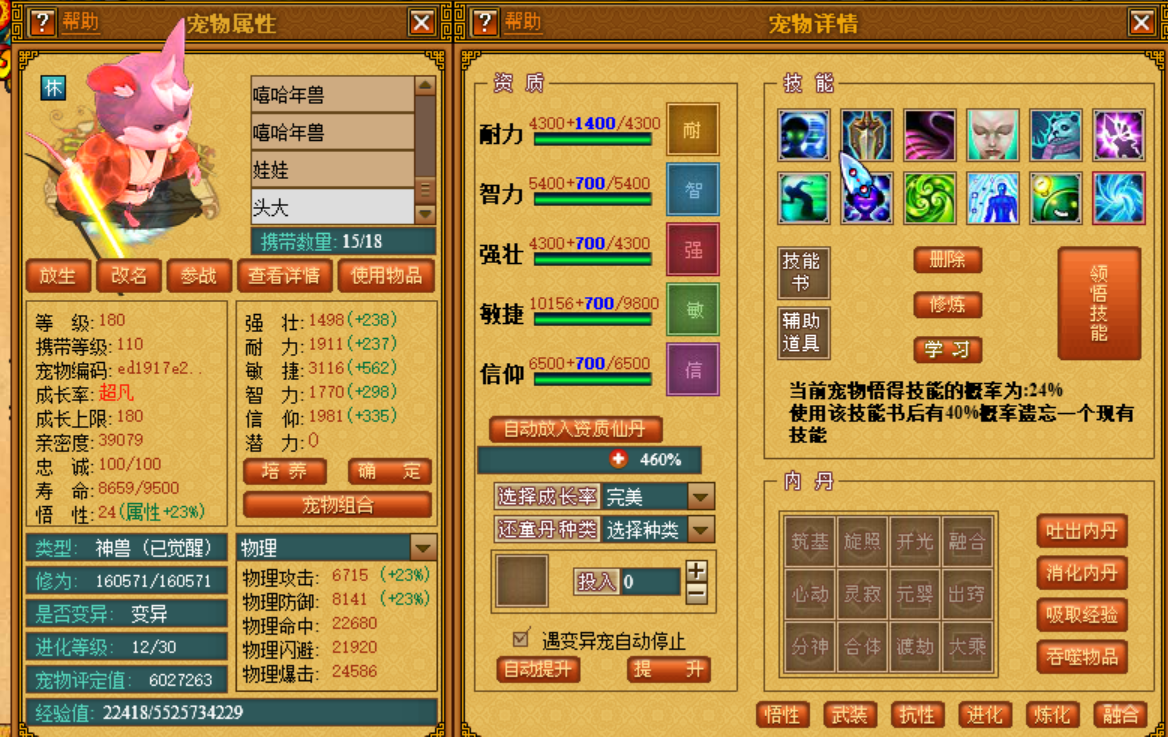 ? 帮助 宠物属性
休
嘻哈年兽
嘻哈年兽
娃娃
头大
携带数量: 15/18
放生 改名 参战 查看详情 使用物品
等 级: 180
携带等级: 110
宠物编码: ed1917e2..
成长率: 超凡
成长上限: 180
亲密度: 39079
忠 诚: 100/100
寿 命: 8659/9500
悟 性: 24(属性+23%)
强 壮: 1498(+238)
耐 力: 1911(+237)
敏 捷: 3116(+562)
智 力: 1770(+298)
信 仰: 1981(+335)
潜 力: 0
培 养 确 定
宠物组合
类型: 神兽（已觉醒）
修为: 160571/160571
是否变异: 变异
进化等级: 12/30
宠物评定值: 6027263
物理
物理攻击: 6715 (+23%)
物理防御: 8141 (+23%)
物理命中: 22680
物理闪避: 21920
物理爆击: 24586
经验值: 22418/5525734229
? 帮助 宠物详情
资 质
耐力 4300+1400/4300 耐
智力 5400+700/5400 智
强壮 4300+700/4300 强
敏捷 10156+700/9800 敏
信仰 6500+700/6500 信
自动放入资质仙丹
460%
选择成长率 完美
还童丹种类 选择种类
投入 0
遇变异宠自动停止
自动提升 提 升
技 能
技能书
辅助道具
删除
修炼
学 习
领悟技能
当前宠物悟得技能的概率为:24%
使用该技能书后有40%概率遗忘一个现有
技能
内 丹
筑基 旋照 开光 融合
心动 灵寂 元婴 出窍
分神 合体 渡劫 大乘
吐出内丹
消化内丹
吸取经验
吞噬物品
悟性 武装 抗性 进化 炼化 融合